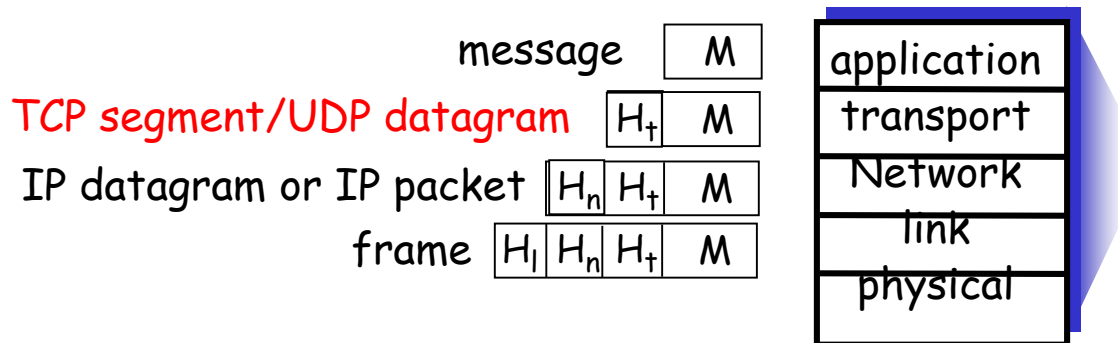 message M application
TCP segment/UDP datagram Ht M transport
IP datagram or IP packet Hn Ht M Network
link
frame Hl Hn Ht M
physical